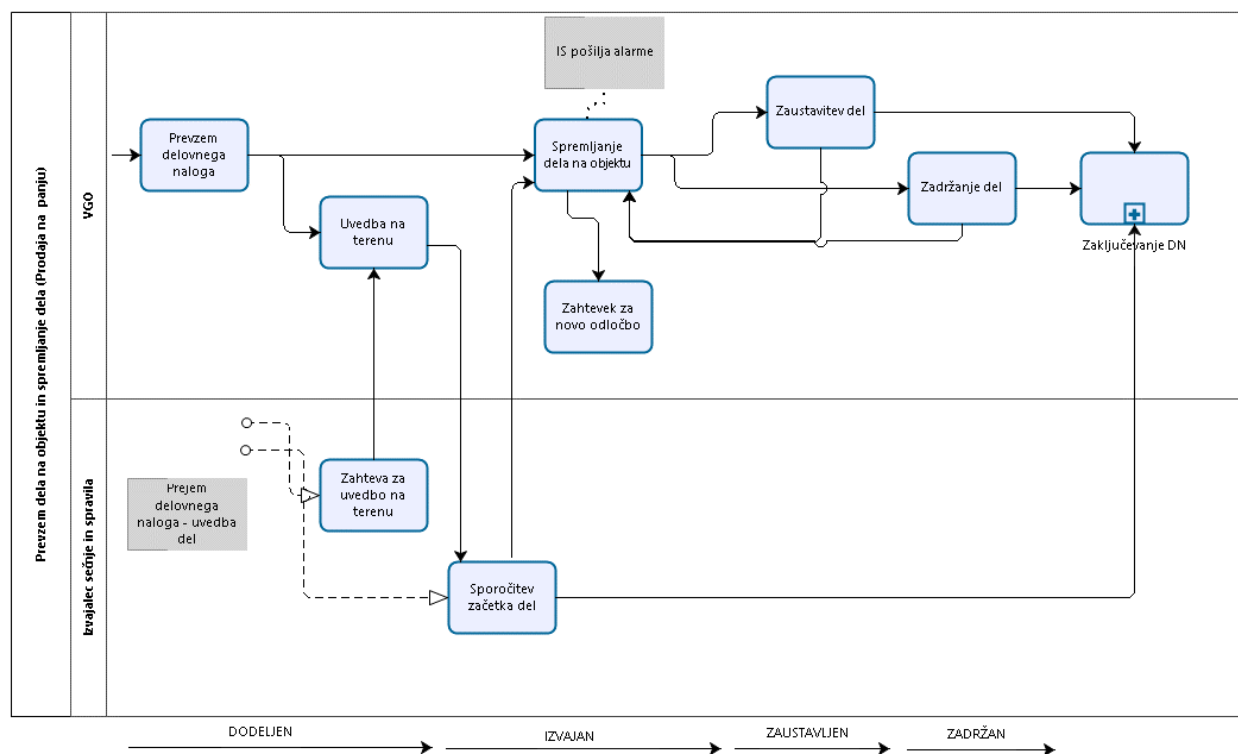 Prevzem dela na objektu in spremljanje dela (Prodaja na panju)
VGO
IS pošilja alarme
Prevzem
delovnega
naloga
Spremljanje
dela na objektu
Zaustavitev del
Zadržanje del
Zaključevanje DN
Uvedba na
terenu
Zahtevek za
novo odločbo
Izvajalec sečnje in spravila
Prejem
delovnega
naloga - uvedba
del
Zahteva za
uvedbo na
terenu
Sporočitev
začetka del
DODELJEN
IZVAJAN
ZAUSTAVLJEN
ZADRŽAN